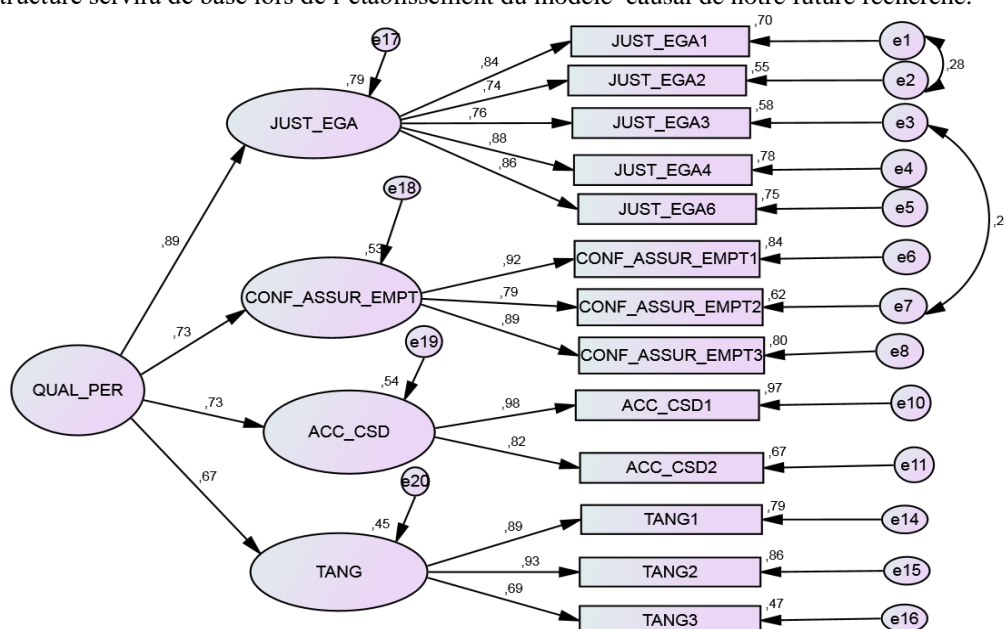 structure servira de base lors de l'établissement du modèle causal de notre future recherche.
e17
,79
JUST_EGA
,84
,74
,76
,88
,86
JUST_EGA1
,70
e1
JUST_EGA2
,55
e2
,28
JUST_EGA3
,58
e3
JUST_EGA4
,78
e4
JUST_EGA6
,75
e5
,2
e18
,53
CONF_ASSUR_EMPT
,92
,79
,89
CONF_ASSUR_EMPT1
,84
e6
CONF_ASSUR_EMPT2
,62
e7
CONF_ASSUR_EMPT3
,80
e8
QUAL_PER
,89
,73
,73
,67
e19
,54
ACC_CSD
,98
,82
ACC_CSD1
,97
e10
ACC_CSD2
,67
e11
e20
,45
TANG
,89
,93
,69
TANG1
,79
e14
TANG2
,86
e15
TANG3
,47
e16